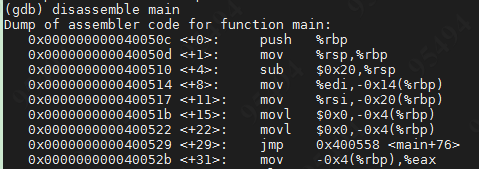 (gdb) disassemble main
Dump of assembler code for function main:
0x000000000040050c <+0>: push %rbp
0x000000000040050d <+1>: mov %rsp,%rbp
0x0000000000400510 <+4>: sub $0x20,%rsp
0x0000000000400514 <+8>: mov %edi,-0x14(%rbp)
0x0000000000400517 <+11>: mov %rsi,-0x20(%rbp)
0x000000000040051b <+15>: movl $0x0,-0x4(%rbp)
0x0000000000400522 <+22>: movl $0x0,-0x4(%rbp)
0x0000000000400529 <+29>: jmp 0x400558 <main+76>
0x000000000040052b <+31>: mov -0x4(%rbp),%eax